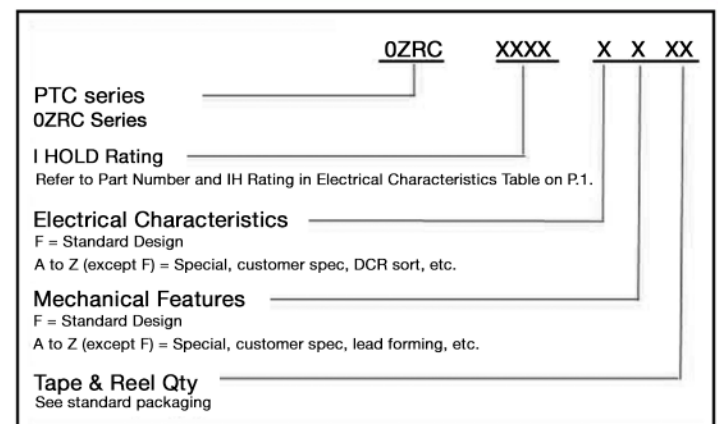 0ZRC XXXX X X XX
PTC series
0ZRC Series
I HOLD Rating
Refer to Part Number and IH Rating in Electrical Characteristics Table on P.1.
Electrical Characteristics
F = Standard Design
A to Z (except F) = Special, customer spec, DCR sort, etc.
Mechanical Features
F = Standard Design
A to Z (except F) = Special, customer spec, lead forming, etc.
Tape & Reel Qty
See standard packaging